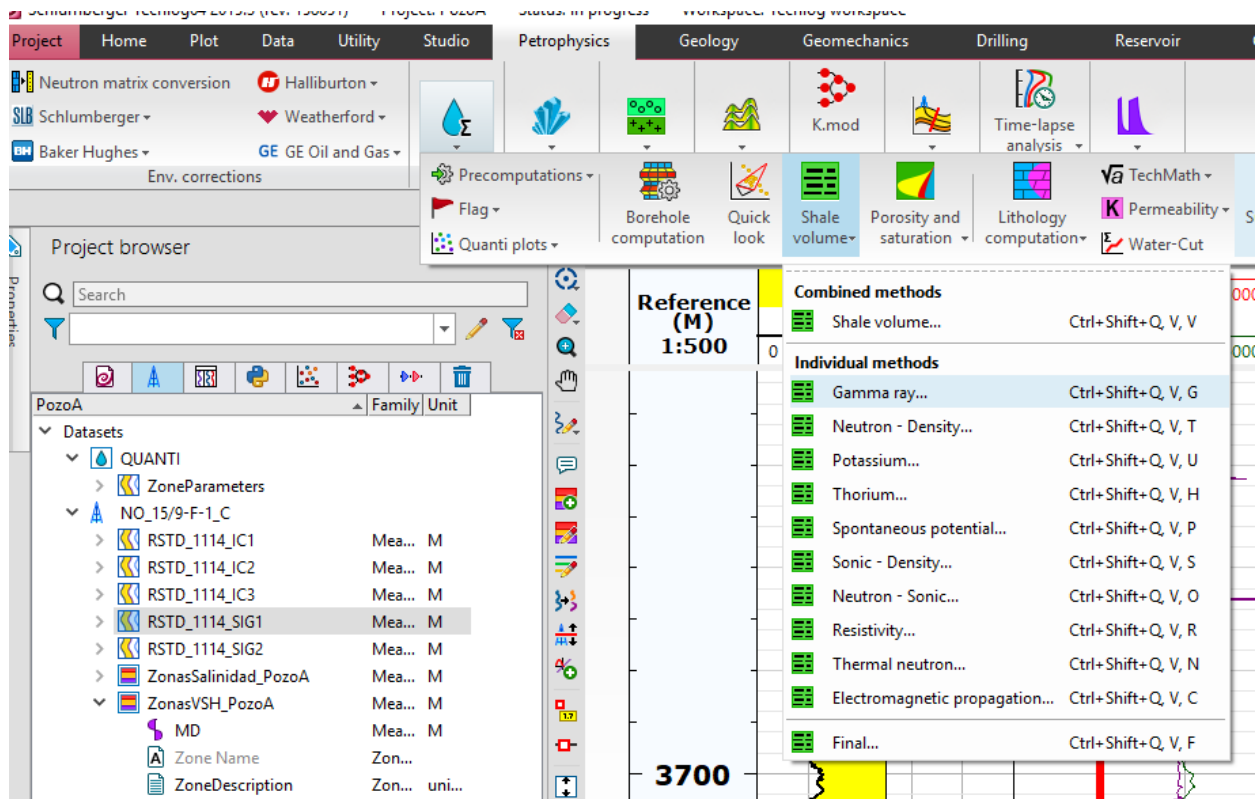 Schlumberger Techlog64 2015.3 (rev. 158051) Project: PozoA Status: In progress Workspace: Techlog workspace
Project Home Plot Data Utility Studio Petrophysics Geology Geomechanics Drilling Reservoir
Neutron matrix conversion Halliburton
SLB Schlumberger Weatherford K.mod Time-lapse
BH Baker Hughes GE GE Oil and Gas analysis
Env. corrections
Precomputations √a TechMath
Flag Borehole Quick Shale Porosity and Lithology K Permeability
Quanti plots computation look volume saturation computation Water-Cut
Project browser
Properties
Search
Reference
(M)
1:500
0
Combined methods
Shale volume... Ctrl+Shift+Q, V, V
Individual methods
Gamma ray... Ctrl+Shift+Q, V, G
Neutron - Density... Ctrl+Shift+Q, V, T
Potassium... Ctrl+Shift+Q, V, U
Thorium... Ctrl+Shift+Q, V, H
Spontaneous potential... Ctrl+Shift+Q, V, P
Sonic - Density... Ctrl+Shift+Q, V, S
Neutron - Sonic... Ctrl+Shift+Q, V, O
Resistivity... Ctrl+Shift+Q, V, R
Thermal neutron... Ctrl+Shift+Q, V, N
Electromagnetic propagation... Ctrl+Shift+Q, V, C
Final... Ctrl+Shift+Q, V, F
PozoA Family Unit
Datasets
QUANTI
ZoneParameters
NO_15/9-F-1_C
RSTD_1114_IC1 Mea... M
RSTD_1114_IC2 Mea... M
RSTD_1114_IC3 Mea... M
RSTD_1114_SIG1 Mea... M
RSTD_1114_SIG2 Mea... M
ZonasSalinidad_PozoA Mea... M
ZonasVSH_PozoA Mea... M
MD Mea... M
Zone Name Zon...
ZoneDescription Zon... uni...
3700